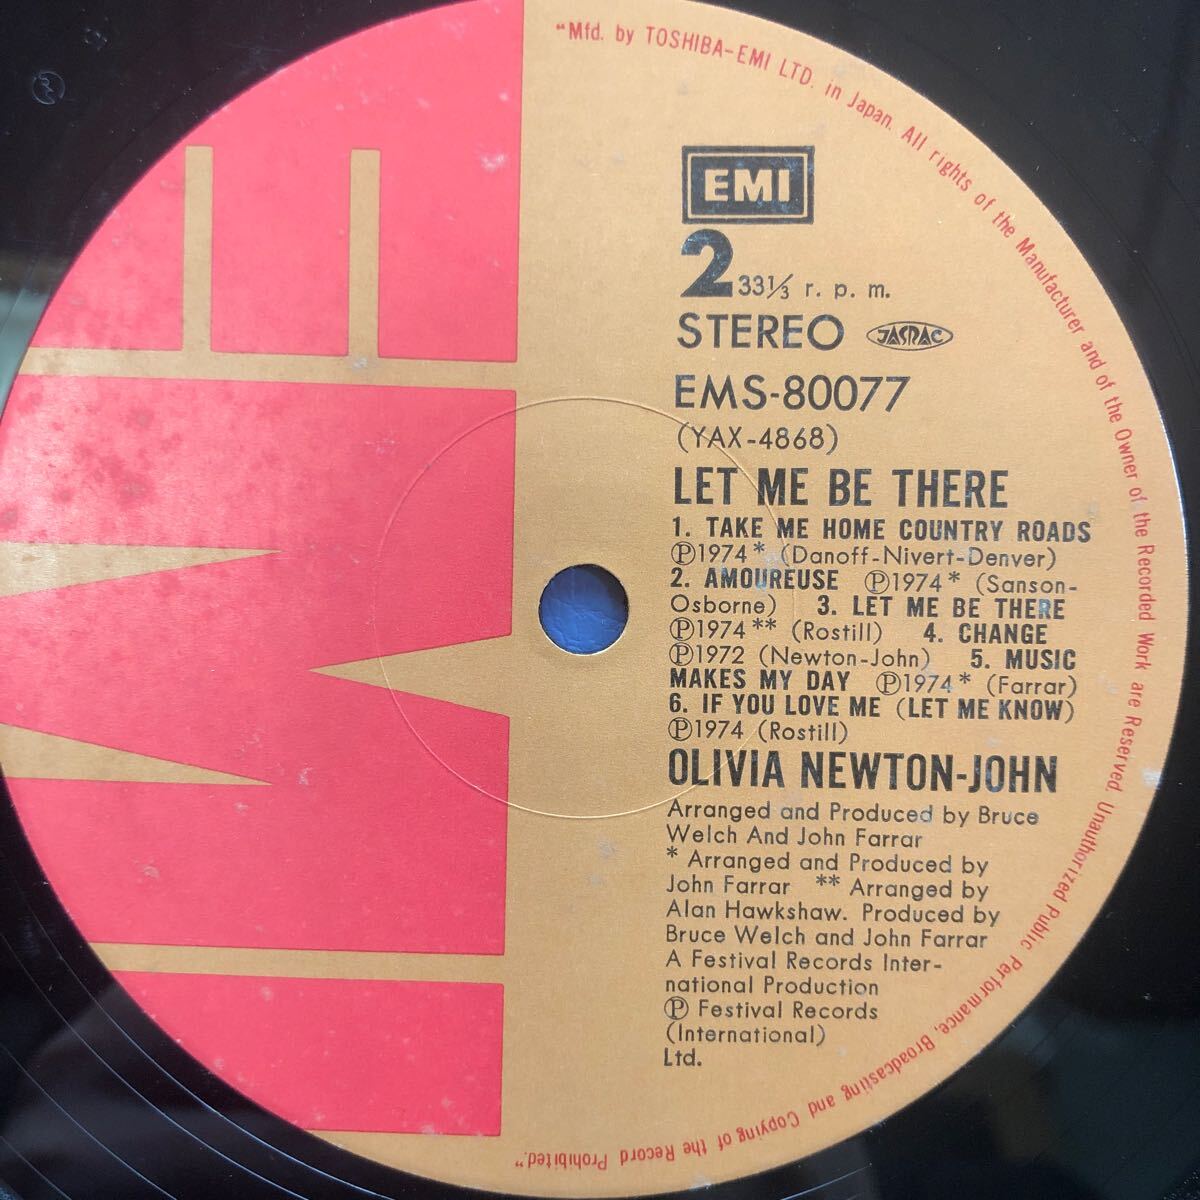 "Mfd. by TOSHIBA-EMI LTD. in Japan. All rights of the Manufacturer and of the Owner of the Recorded Work are Reserved. Unauthorized Public Performance, Broadcasting and Copying of the Record Prohibited."
EMI
2 33⅓ r. p. m.
STEREO JASRAC
EMS-80077
(YAX-4868)
LET ME BE THERE
1. TAKE ME HOME COUNTRY ROADS
Ⓟ1974* (Danoff-Nivert-Denver)
2. AMOUREUSE Ⓟ1974* (Sanson-
Osborne) 3. LET ME BE THERE
Ⓟ1974** (Rostill) 4. CHANGE
Ⓟ1972 (Newton-John) 5. MUSIC
MAKES MY DAY Ⓟ1974* (Farrar)
6. IF YOU LOVE ME (LET ME KNOW)
Ⓟ1974 (Rostill)
OLIVIA NEWTON-JOHN
Arranged and Produced by Bruce
Welch And John Farrar
* Arranged and Produced by
John Farrar ** Arranged by
Alan Hawkshaw. Produced by
Bruce Welch and John Farrar
A Festival Records Inter-
national Production
Ⓟ Festival Records
(International)
Ltd.